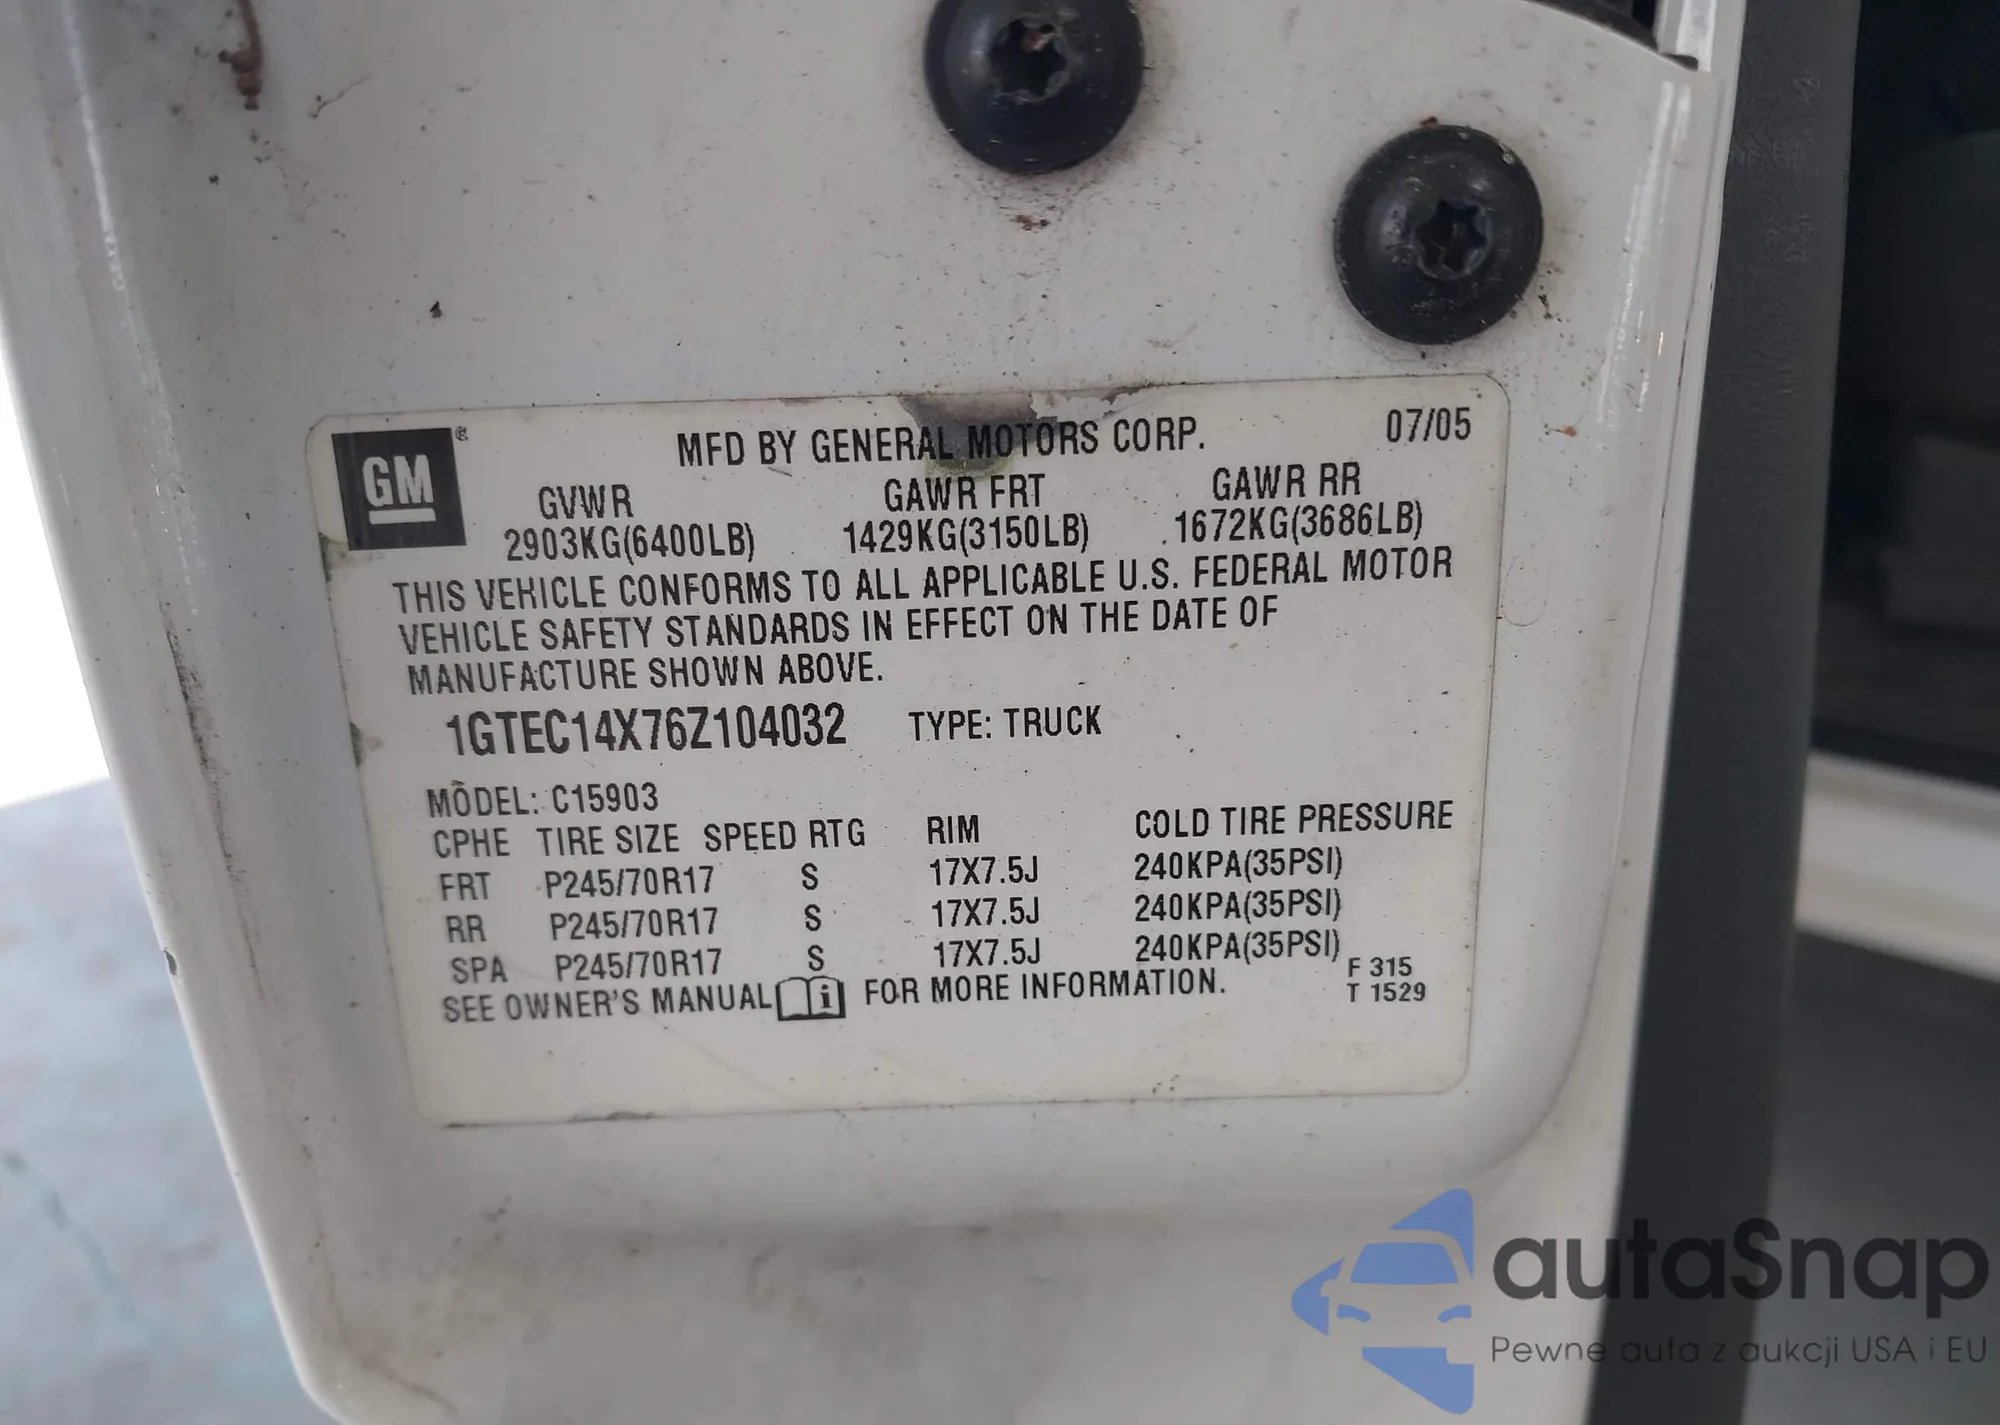 GM ®
MFD BY GENERAL MOTORS CORP. 07/05
GVWR GAWR FRT GAWR RR
2903KG(6400LB) 1429KG(3150LB) 1672KG(3686LB)
THIS VEHICLE CONFORMS TO ALL APPLICABLE U.S. FEDERAL MOTOR
VEHICLE SAFETY STANDARDS IN EFFECT ON THE DATE OF
MANUFACTURE SHOWN ABOVE.
1GTEC14X76Z104032 TYPE: TRUCK
MODEL: C15903
CPHE TIRE SIZE SPEED RTG RIM COLD TIRE PRESSURE
FRT P245/70R17 S 17X7.5J 240KPA(35PSI)
RR P245/70R17 S 17X7.5J 240KPA(35PSI)
SPA P245/70R17 S 17X7.5J 240KPA(35PSI)
SEE OWNER'S MANUAL i FOR MORE INFORMATION.
F 315
T 1529
autaSnap
Pewne auta z aukcji USA i EU